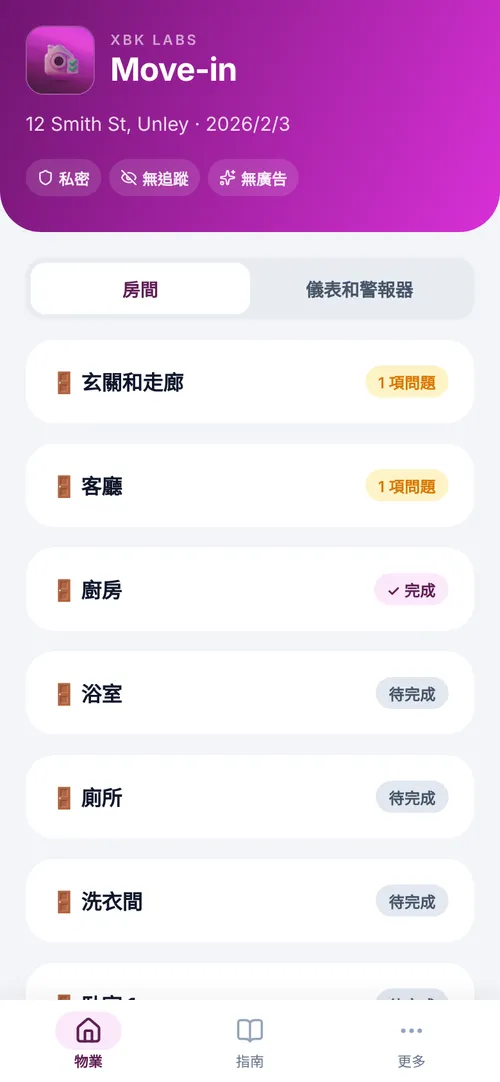 XBK LABS
Move-in
12 Smith St, Unley · 2026/2/3
私密 無追蹤 無廣告
房間 儀表和警報器
玄關和走廊 1 項問題
客廳 1 項問題
廚房 ✓ 完成
浴室 待完成
廁所 待完成
洗衣間 待完成
物業 指南 更多